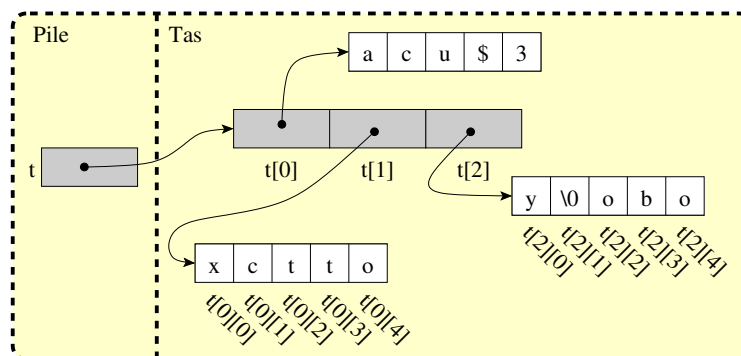 Pile
Tas
a c u $ 3
t
t[0] t[1] t[2]
y \0 o b o
t[2][0] t[2][1] t[2][2] t[2][3] t[2][4]
x c t t o
t[0][0] t[0][1] t[0][2] t[0][3] t[0][4]